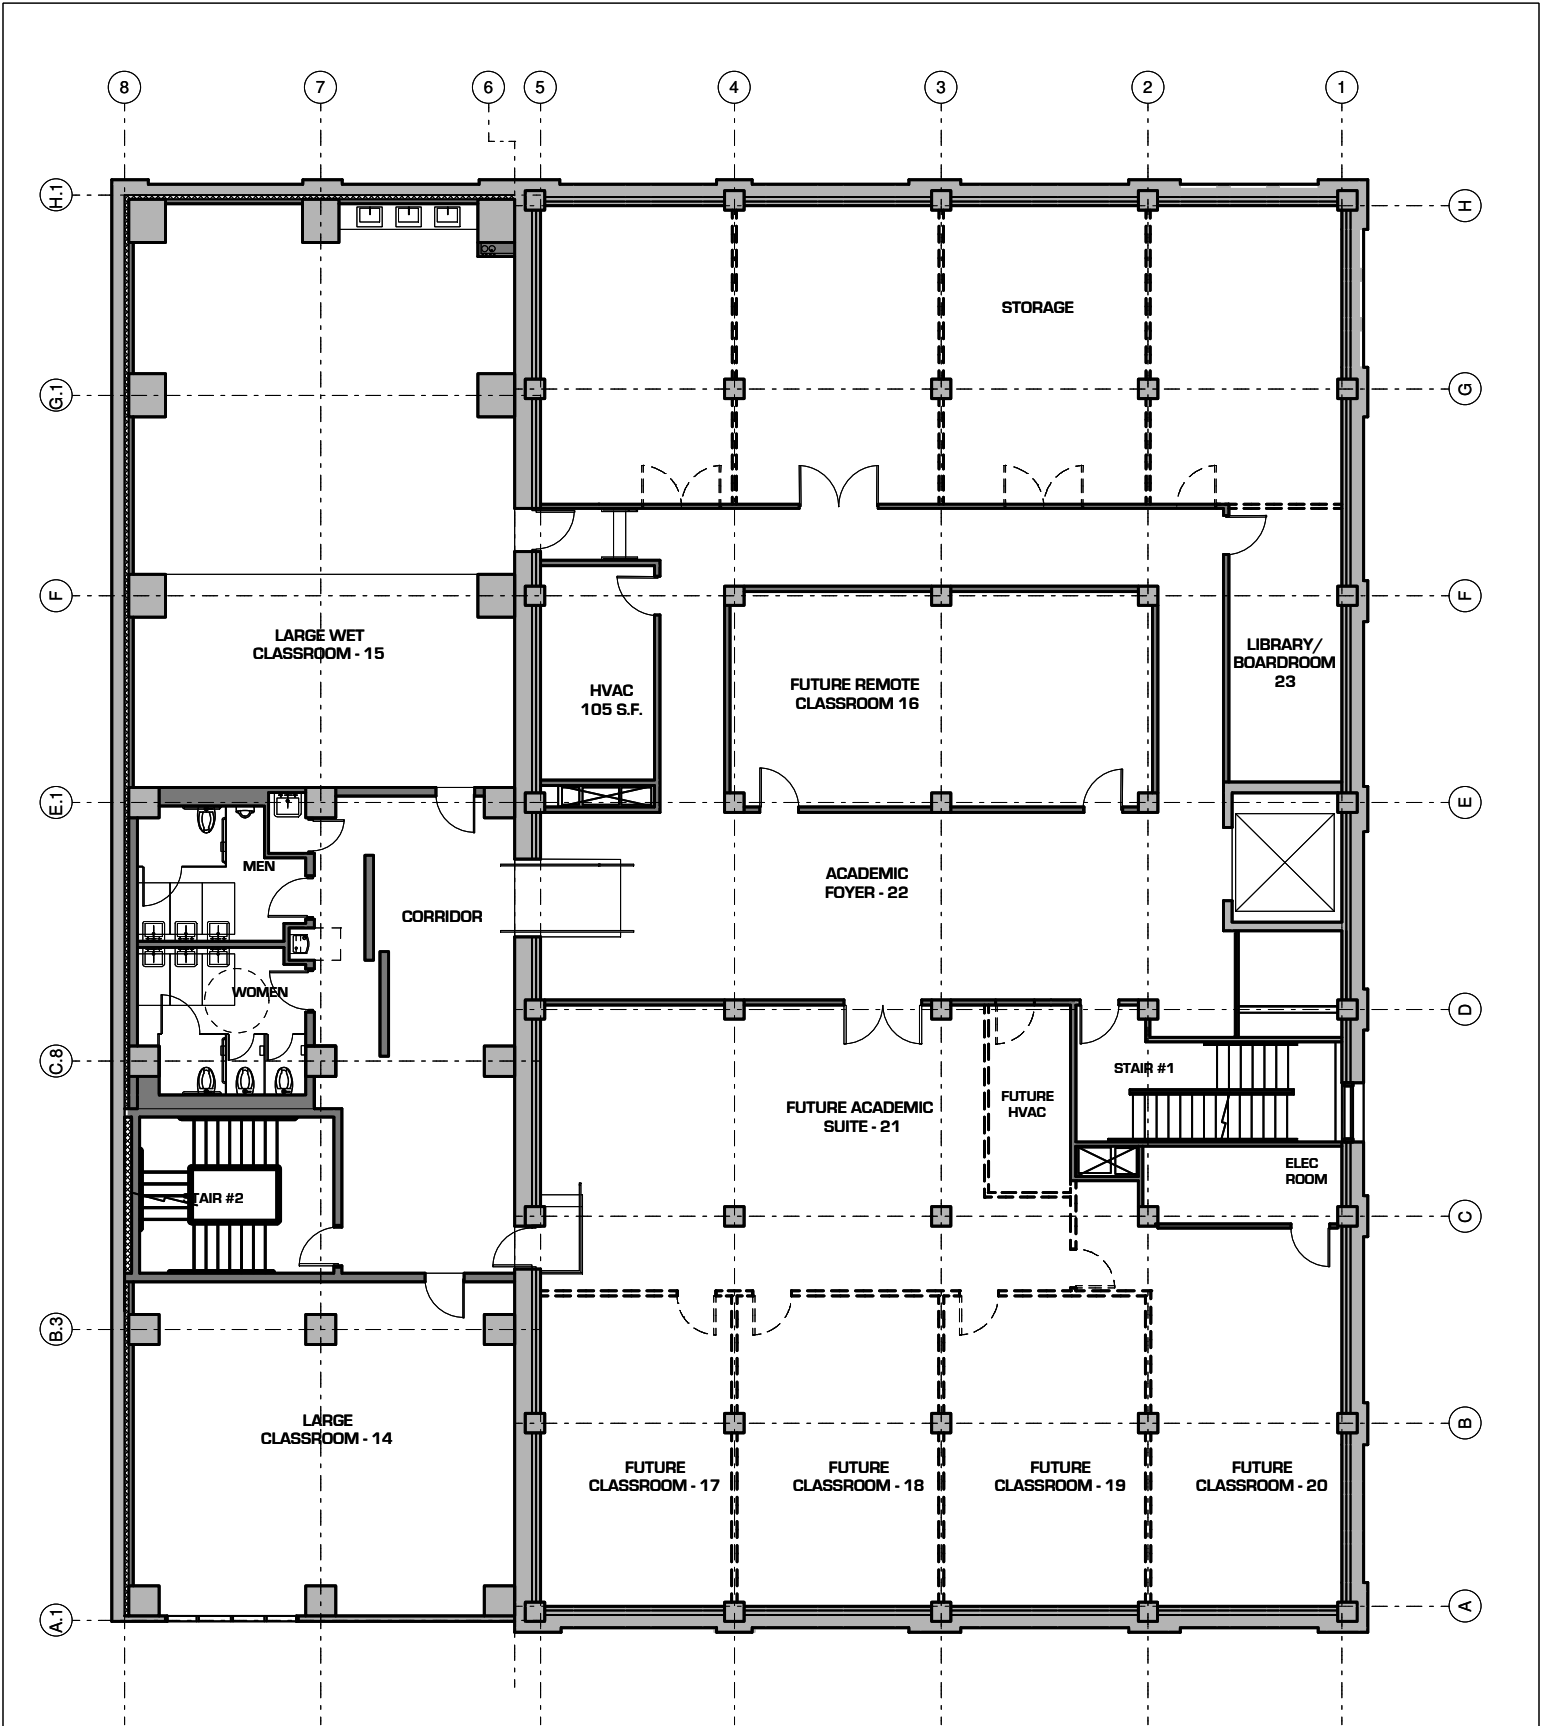 8
7
6
5
4
3
2
1
H.1
H
STORAGE
G.1
G
F
F
LARGE WET
CLASSROOM - 15
LIBRARY/
BOARDROOM
23
HVAC
105 S.F.
FUTURE REMOTE
CLASSROOM 16
E.1
E
MEN
ACADEMIC
FOYER - 22
CORRIDOR
WOMEN
D
C.8
STAIR #1
FUTURE
HVAC
FUTURE ACADEMIC
SUITE - 21
ELEC
ROOM
STAIR #2
C
B.3
LARGE
CLASSROOM - 14
B
FUTURE
CLASSROOM - 17
FUTURE
CLASSROOM - 18
FUTURE
CLASSROOM - 19
FUTURE
CLASSROOM - 20
A.1
A